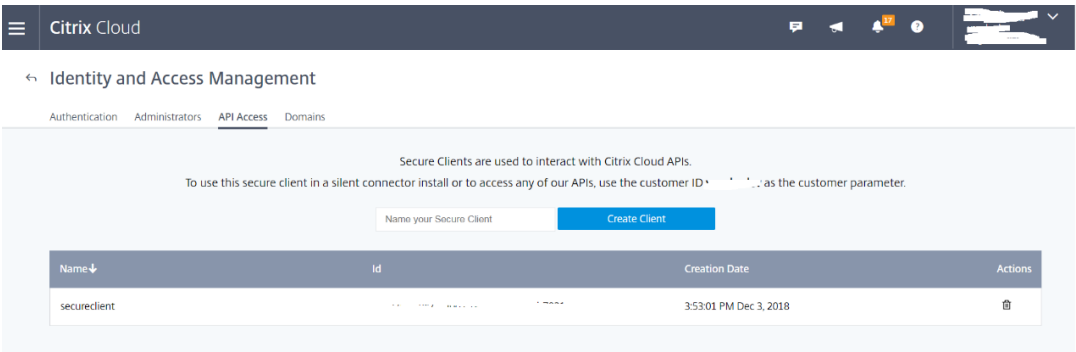 Citrix Cloud
17
?
Identity and Access Management
Authentication Administrators API Access Domains
Secure Clients are used to interact with Citrix Cloud APIs.
To use this secure client in a silent connector install or to access any of our APIs, use the customer ID as the customer parameter.
Name your Secure Client Create Client
Name Id Creation Date Actions
secureclient 3:53:01 PM Dec 3, 2018